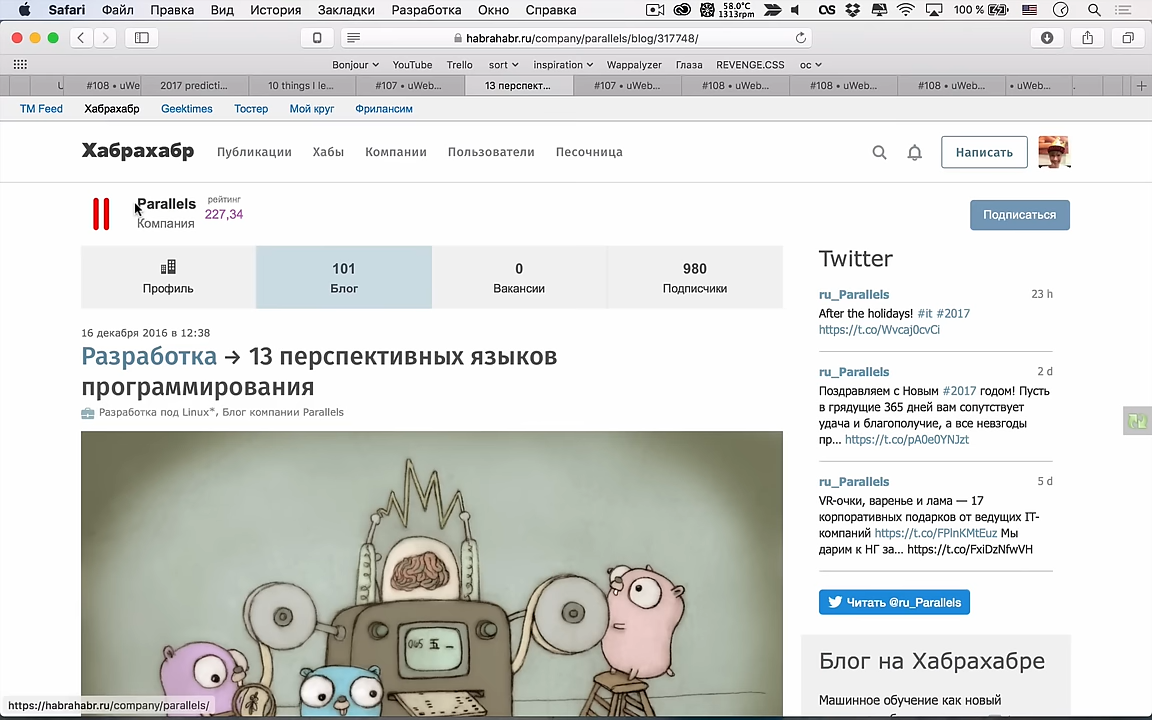 Safari Файл Правка Вид История Закладки Разработка Окно Справка 58.0°C 1313rpm 100 %
habrahabr.ru/company/parallels/blog/317748/
Bonjour YouTube Trello sort inspiration Wappalyzer Глаза REVENGE.CSS ос
#108 • uWe 2017 predicti... 10 things I le... #107 • uWeb... 13 перспект... #107 • uWeb... #108 • uWeb... #108 • uWeb... #108 • uWeb... • uWeb...
TM Feed Хабрахабр Geektimes Тостер Мой круг Фрилансим
Хабрахабр Публикации Хабы Компании Пользователи Песочница Написать
Parallels рейтинг
Компания 227,34
Подписаться
Профиль
101
Блог
0
Вакансии
980
Подписчики
16 декабря 2016 в 12:38
Разработка → 13 перспективных языков
программирования
Разработка под Linux*, Блог компании Parallels
Twitter
ru_Parallels 23 h
After the holidays! #it #2017
https://t.co/Wvcaj0cvCi
ru_Parallels 2 d
Поздравляем с Новым #2017 годом! Пусть
в грядущие 365 дней вам сопутствует
удача и благополучие, а все невзгоды
пр... https://t.co/pA0e0YNJzt
ru_Parallels 5 d
VR-очки, варенье и лама — 17
корпоративных подарков от ведущих IT-
компаний https://t.co/FPlnKMtEuz Мы
дарим к НГ за... https://t.co/FxiDzNfwVH
Читать @ru_Parallels
Блог на Хабрахабре
Машинное обучение как новый
https://habrahabr.ru/company/parallels/